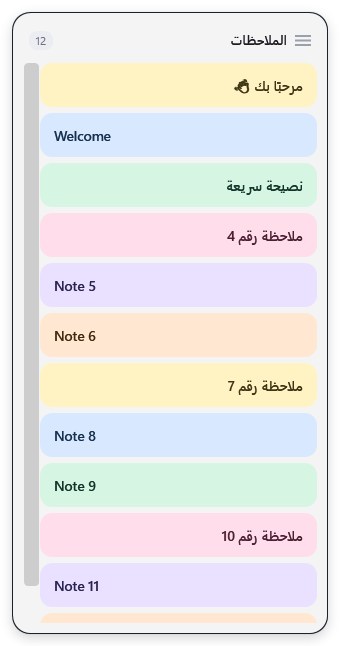 الملاحظات
12
مرحبًا بك 👋
Welcome
نصيحة سريعة
ملاحظة رقم 4
Note 5
Note 6
ملاحظة رقم 7
Note 8
Note 9
ملاحظة رقم 10
Note 11